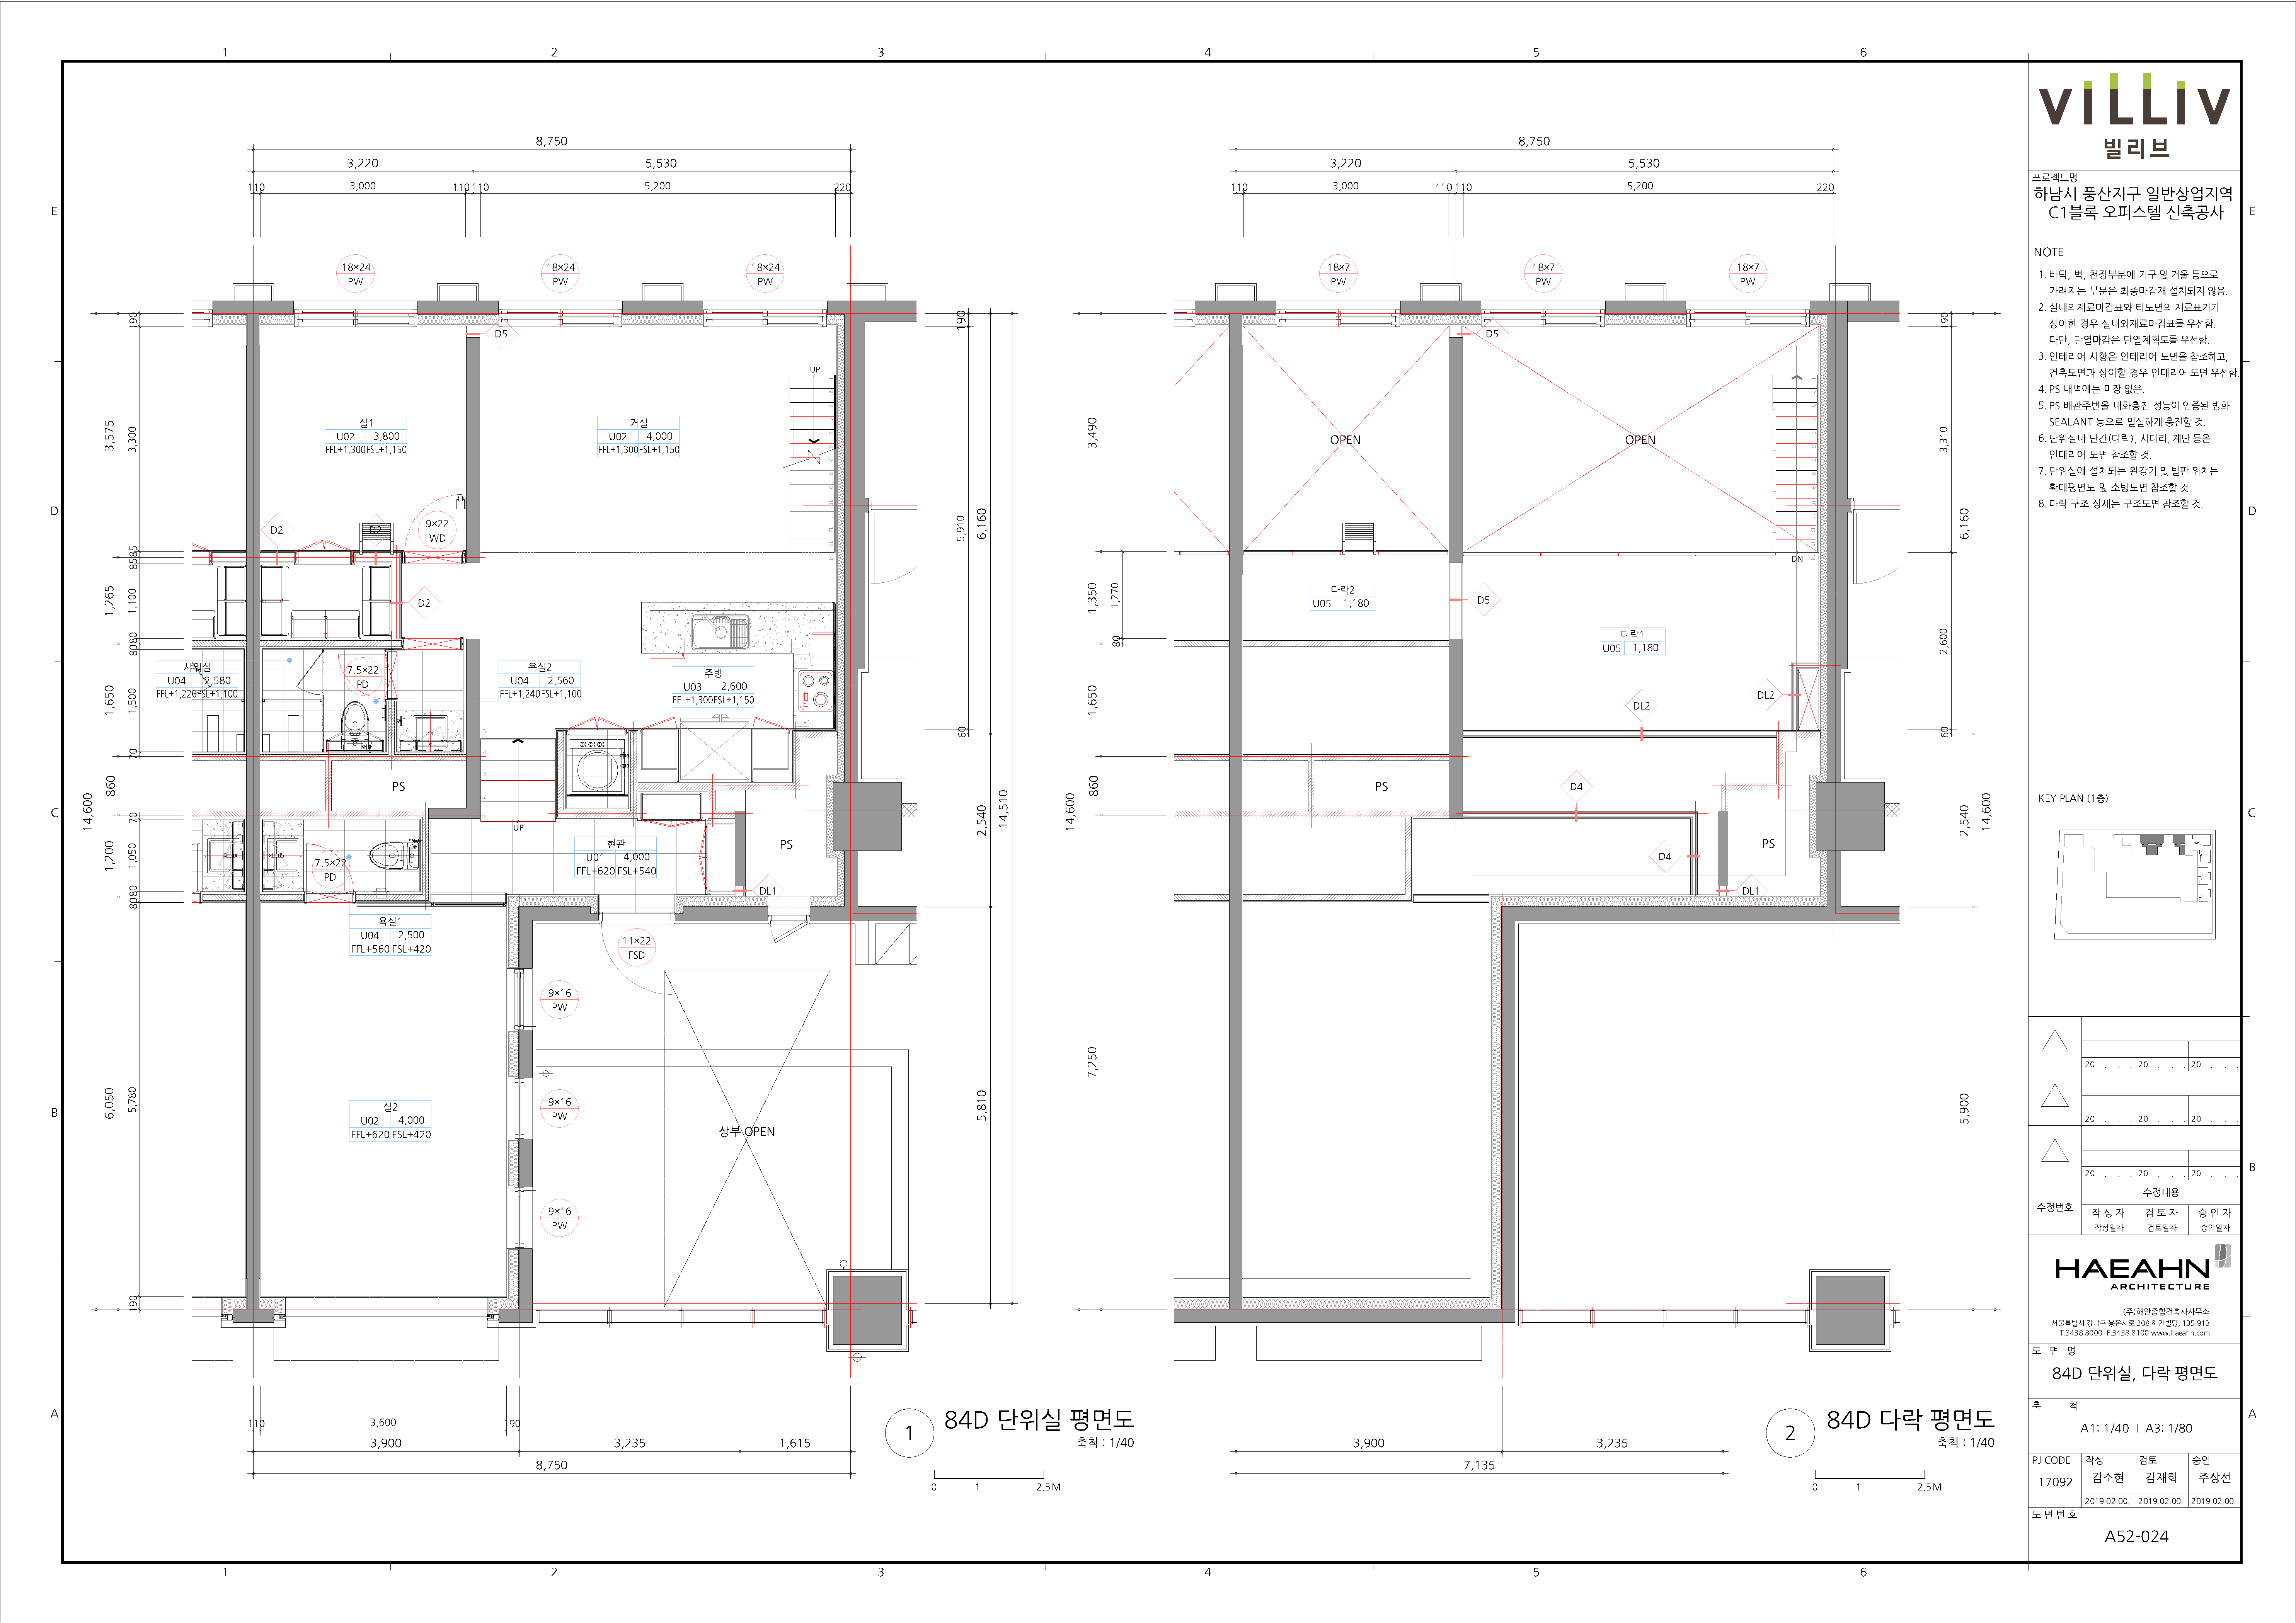 1
2
3
4
5
6
E
D
C
B
A
8,750
3,220
5,530
110
3,000
110
110
5,200
220
18×24
PW
18×24
PW
18×24
PW
D5
UP
실1
U02 3,800
FFL+1,300FSL+1,150
거실
U02 4,000
FFL+1,300FSL+1,150
D2
D2
9×22
WD
D2
샤워실
U04 2,580
FFL+1,220FSL+1,100
7.5×22
PD
욕실2
U04 2,560
FFL+1,240FSL+1,100
주방
U03 2,600
FFL+1,300FSL+1,150
PS
UP
현관
U01 4,000
FFL+620 FSL+540
PS
7.5×22
PD
DL1
욕실1
U04 2,500
FFL+560 FSL+420
11×22
FSD
9×16
PW
9×16
PW
9×16
PW
상부 OPEN
실2
U02 4,000
FFL+620 FSL+420
14,600
3,575
1,265
1,650
860
1,200
6,050
190
3,300
85
85
1,100
80
80
1,500
70
70
1,050
80
80
5,780
190
190
5,910
60
6,160
2,540
5,810
14,510
110
3,600
190
3,900
3,235
1,615
8,750
1
84D 단위실 평면도
축척 : 1/40
0 1 2.5M
8,750
3,220
5,530
110
3,000
110
110
5,200
220
18×7
PW
18×7
PW
18×7
PW
D5
OPEN
OPEN
DN
다락2
U05 1,180
D5
다락1
U05 1,180
DL2
DL2
PS
D4
D4
PS
DL1
14,600
3,490
1,350
1,650
860
7,250
1,270
80
190
3,310
2,600
60
6,160
2,540
5,900
14,600
3,900
3,235
7,135
2
84D 다락 평면도
축척 : 1/40
0 1 2.5M
VILLIV
빌리브
프로젝트명
하남시 풍산지구 일반상업지역
C1블록 오피스텔 신축공사
NOTE
1. 바닥, 벽, 천장부분에 기구 및 거울 등으로
가려지는 부분은 최종마감재 설치되지 않음.
2. 실내외재료마감표와 타도면의 재료표기가
상이한 경우 실내외재료마감표를 우선함.
다만, 단열마감은 단열계획도를 우선함.
3. 인테리어 사항은 인테리어 도면을 참조하고,
건축도면과 상이할 경우 인테리어 도면 우선함.
4. PS 내벽에는 미장 없음.
5. PS 배관주변을 내화충전 성능이 인증된 방화
SEALANT 등으로 밀실하게 충진할 것.
6. 단위실내 난간(다락), 사다리, 계단 등은
인테리어 도면 참조할 것.
7. 단위실에 설치되는 완강기 및 발판 위치는
확대평면도 및 소방도면 참조할 것.
8. 다락 구조 상세는 구조도면 참조할 것.
KEY PLAN (1층)
20 . . . 20 . . . 20 . . .
20 . . . 20 . . . 20 . . .
20 . . . 20 . . . 20 . . .
수정번호
수정내용
작 성 자 검 토 자 승 인 자
작성일자 검토일자 승인일자
HAEAHN
ARCHITECTURE
(주)해안종합건축사사무소
서울특별시 강남구 봉은사로 208 해안빌딩, 135-913
T.3438 8000 F.3438 8100 www.haeahn.com
도 면 명
84D 단위실, 다락 평면도
축 척
A1: 1/40 I A3: 1/80
PJ CODE 작성 검토 승인
17092 김소현 김재희 주상선
2019.02.00. 2019.02.00. 2019.02.00.
도 면 번 호
A52-024
E
D
C
B
A
1
2
3
4
5
6